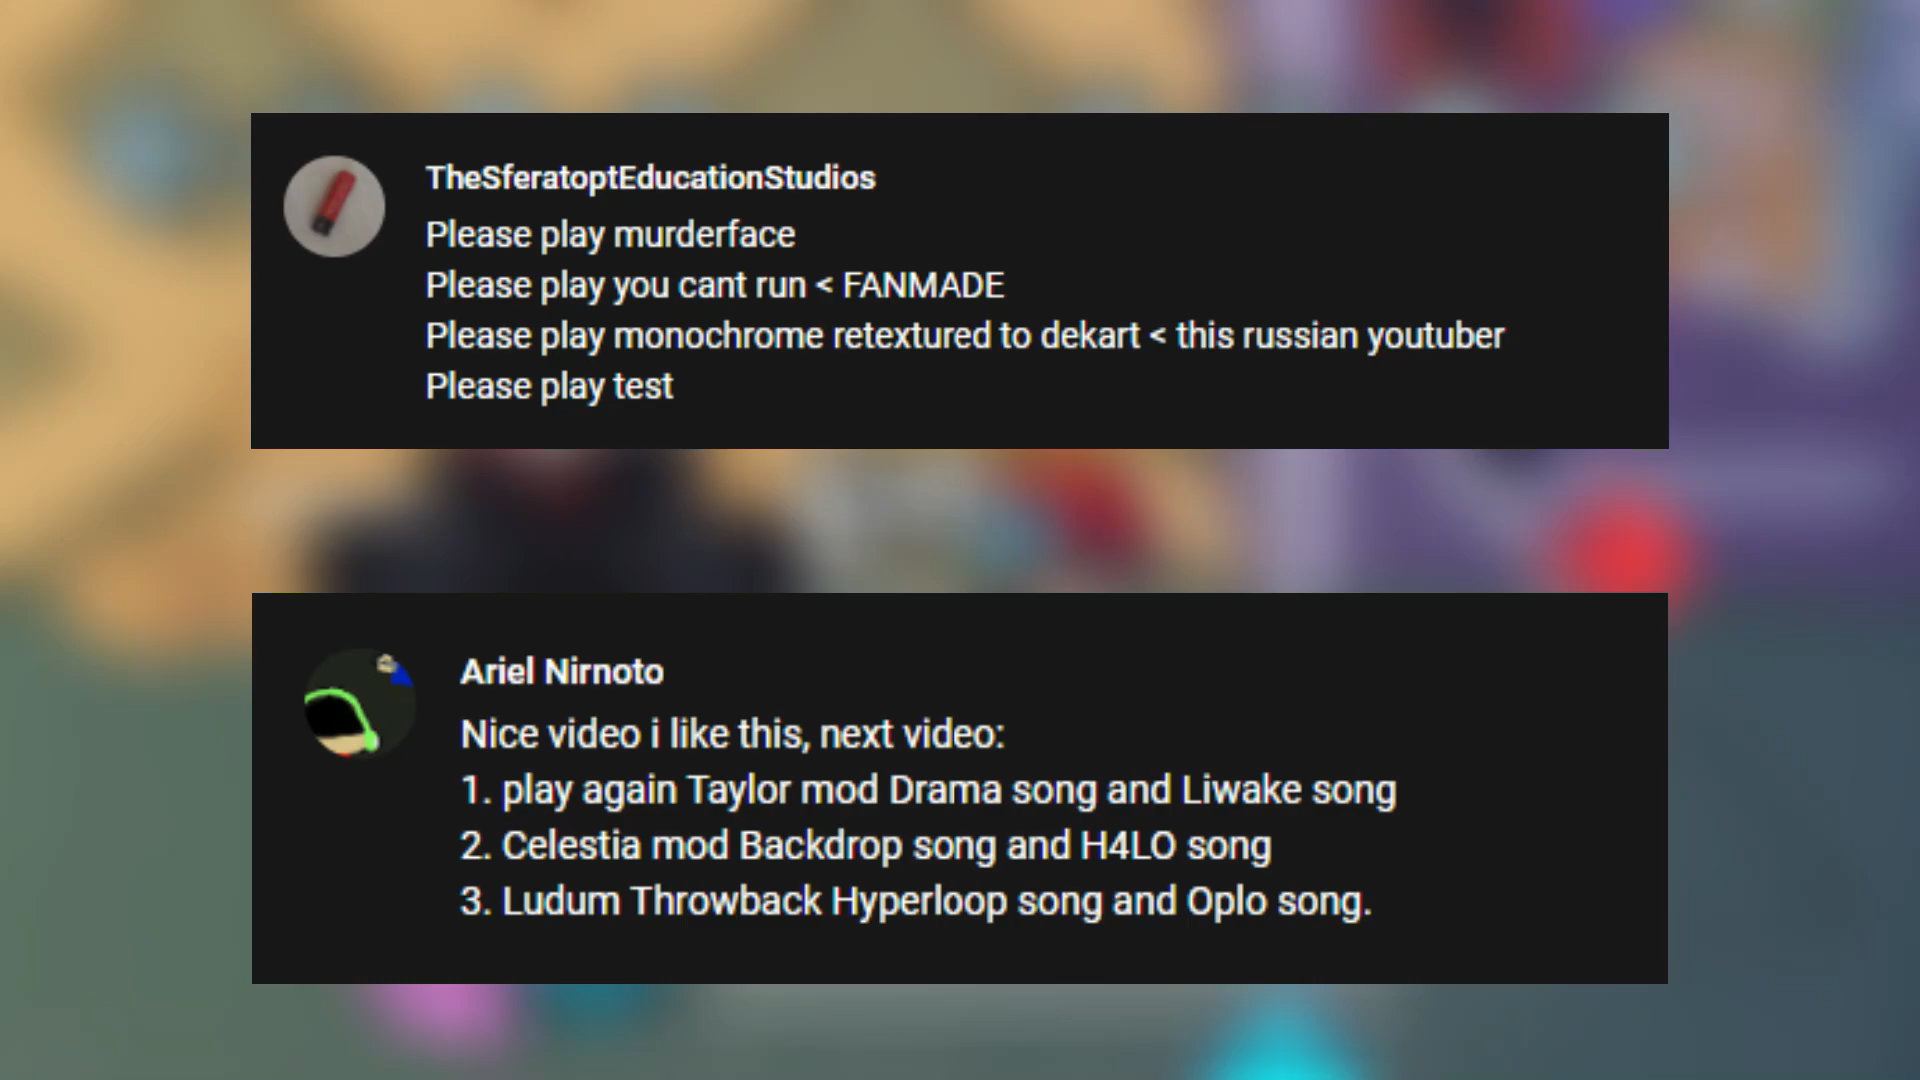 TheSferatoptEducationStudios
Please play murderface
Please play you cant run < FANMADE
Please play monochrome retextured to dekart < this russian youtuber
Please play test
Ariel Nirnoto
Nice video i like this, next video:
1. play again Taylor mod Drama song and Liwake song
2. Celestia mod Backdrop song and H4LO song
3. Ludum Throwback Hyperloop song and Oplo song.